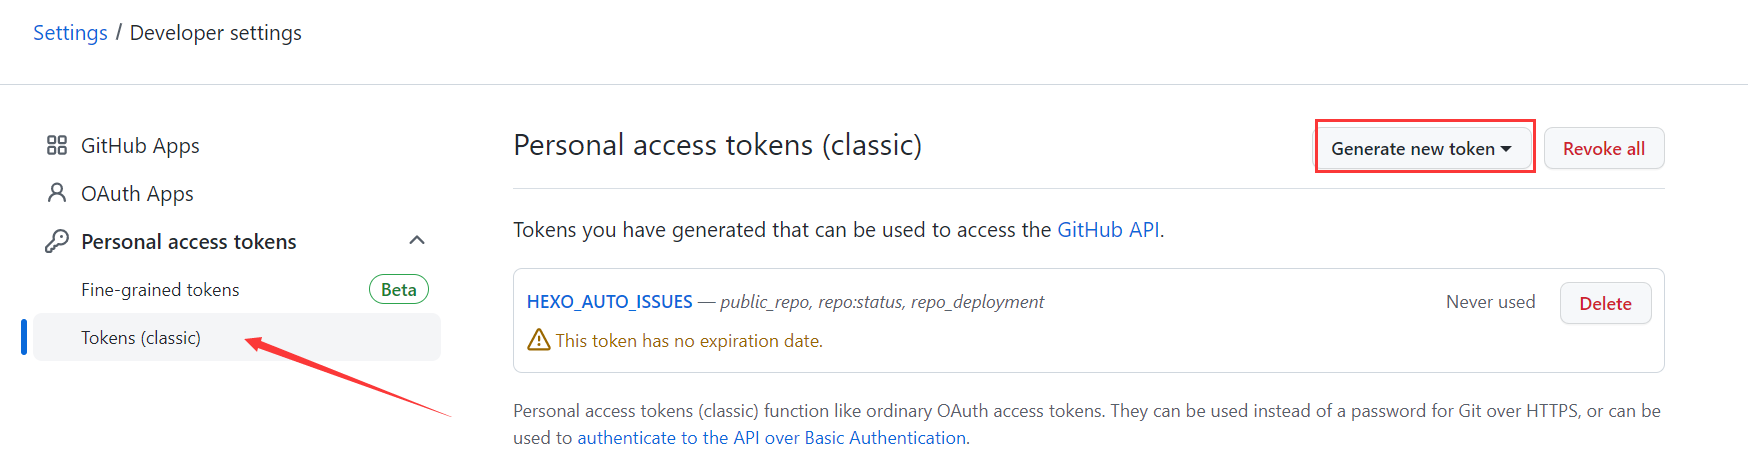 Settings / Developer settings
GitHub Apps
OAuth Apps
Personal access tokens
Fine-grained tokens Beta
Tokens (classic)
Personal access tokens (classic) Generate new token Revoke all
Tokens you have generated that can be used to access the GitHub API.
HEXO_AUTO_ISSUES — public_repo, repo:status, repo_deployment Never used Delete
This token has no expiration date.
Personal access tokens (classic) function like ordinary OAuth access tokens. They can be used instead of a password for Git over HTTPS, or can be
used to authenticate to the API over Basic Authentication.